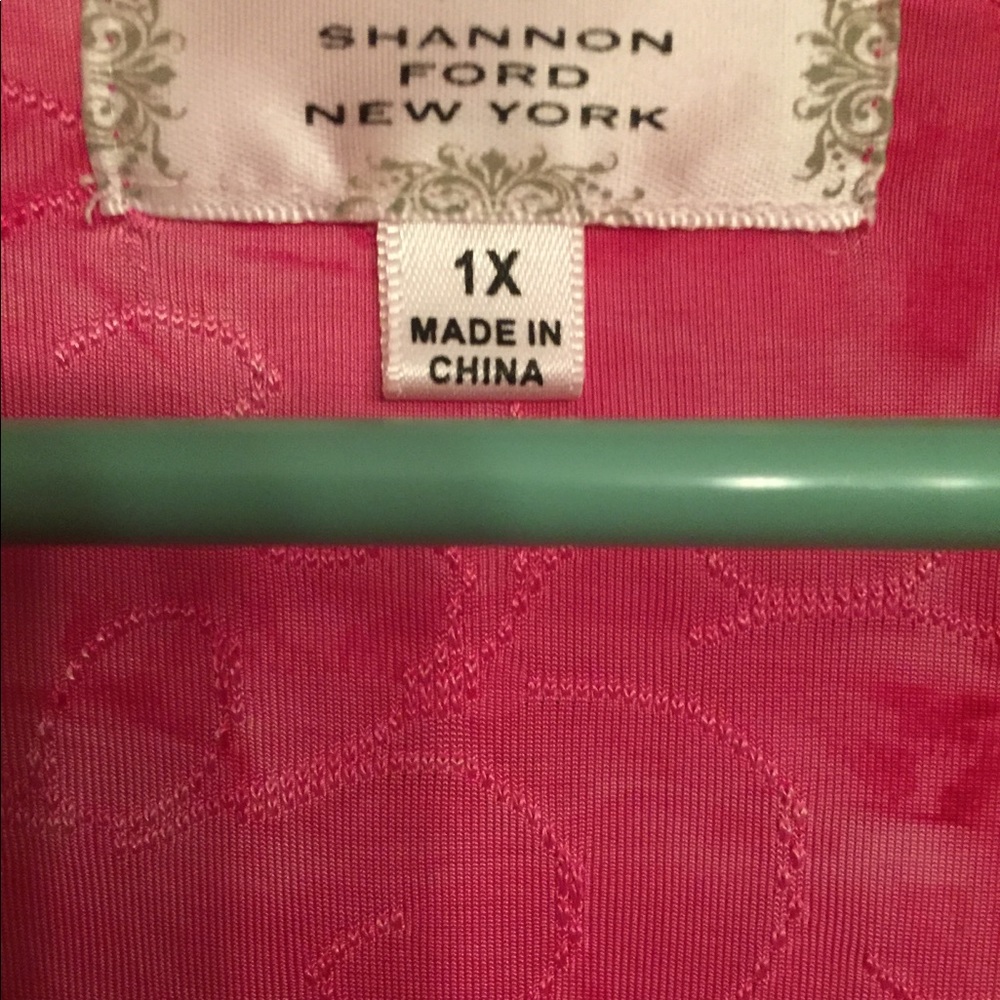 SHANNON
FORD
NEW YORK
1X
MADE IN
CHINA